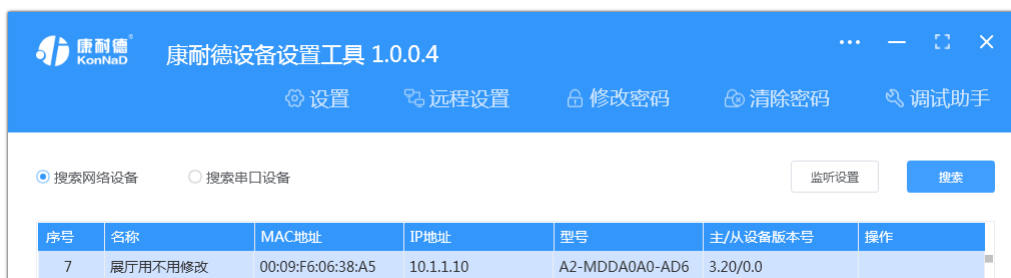 康耐德®
KonNaD
康耐德设备设置工具 1.0.0.4
设置 远程设置 修改密码 清除密码 调试助手
搜索网络设备 搜索串口设备 监听设置 搜索
序号 名称 MAC地址 IP地址 型号 主/从设备版本号 操作
7 展厅用不用修改 00:09:F6:06:38:A5 10.1.1.10 A2-MDDA0A0-AD6 3.20/0.0